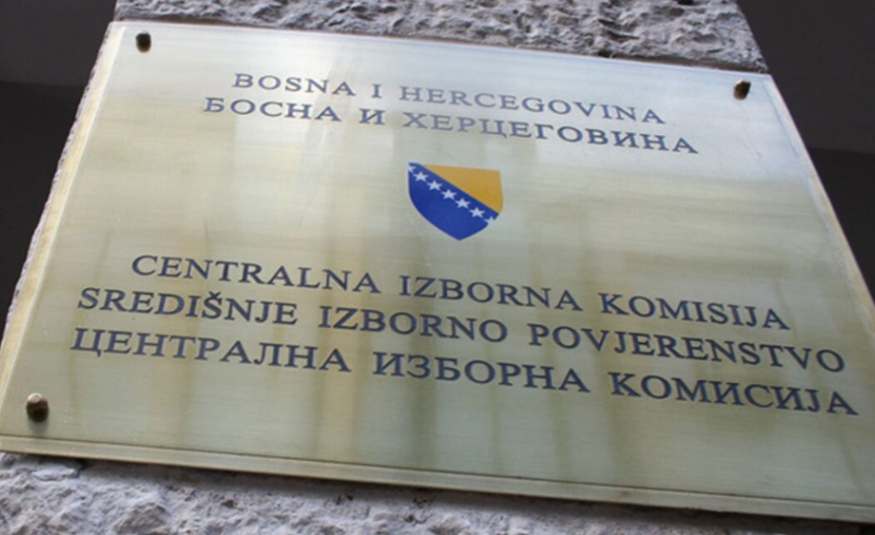 BOSNA I HERCEGOVINA
БОСНА И ХЕРЦЕГОВИНА
CENTRALNA IZBORNA KOMISIJA
SREDIŠNJE IZBORNO POVJERENSTVO
ЦЕНТРАЛНА ИЗБОРНА КОМИСИЈА